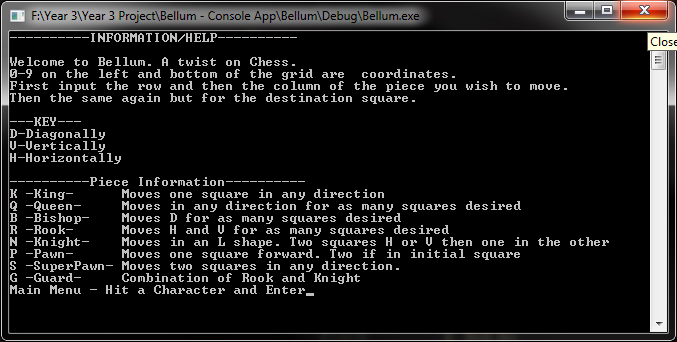 F:\Year 3\Year 3 Project\Bellum - Console App\Bellum\Debug\Bellum.exe
Close
----------INFORMATION/HELP----------
Welcome to Bellum. A twist on Chess.
0-9 on the left and bottom of the grid are  coordinates.
First input the row and then the column of the piece you wish to move.
Then the same again but for the destination square.
---KEY---
D-Diagonally
V-Vertically
H-Horizontally
----------Piece Information----------
K -King-      Moves one square in any direction
Q -Queen-     Moves in any direction for as many squares desired
B -Bishop-    Moves D for as many squares desired
R -Rook-      Moves H and V for as many squares desired
N -Knight-    Moves in an L shape. Two squares H or V then one in the other
P -Pawn-      Moves one square forward. Two if in initial square
S -SuperPawn- Moves two squares in any direction.
G -Guard-     Combination of Rook and Knight
Main Menu - Hit a Character and Enter_